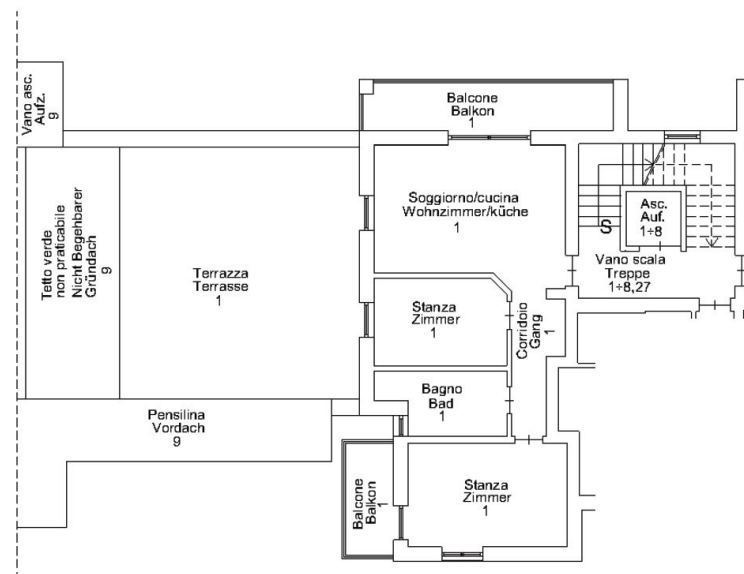 Vano asc.
Aufz.
9
Balcone
Balkon
1
Soggiorno/cucina
Wohnzimmer/küche
1
Asc.
Auf.
1÷8
S
Vano scala
Treppe
1÷8,27
Tetto verde
non praticabile
Nicht Begehbarer
Gründach
9
Terrazza
Terrasse
1
Stanza
Zimmer
1
Corridoio
Gang
1
Bagno
Bad
1
Pensilina
Vordach
9
Balcone
Balkon
1
Stanza
Zimmer
1